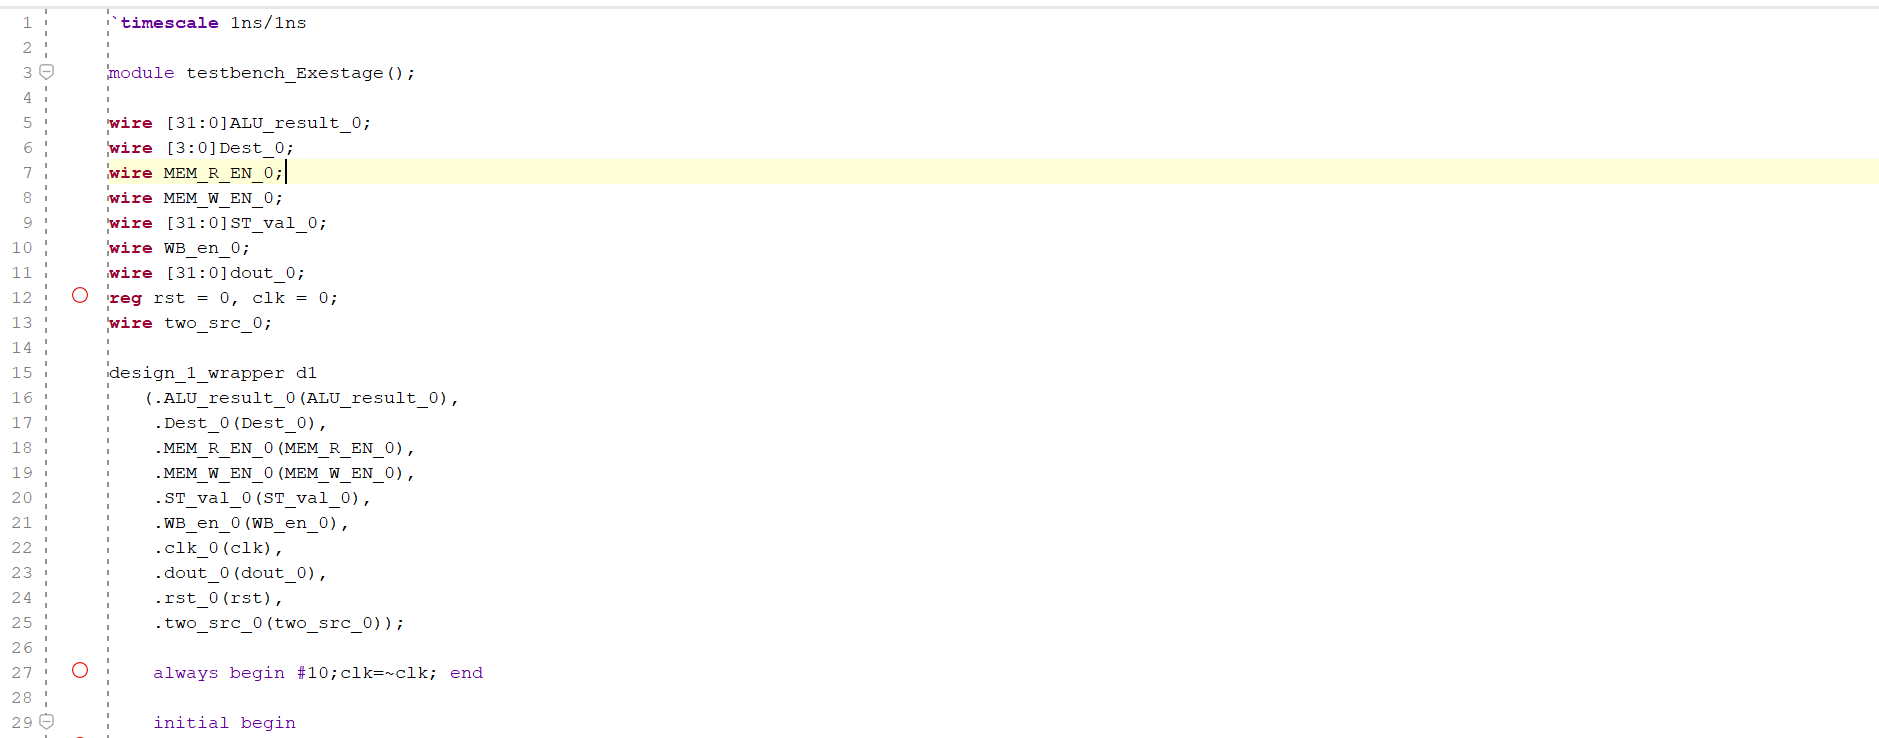 1 `timescale 1ns/1ns
2
3 module testbench_Exestage();
4
5 wire [31:0]ALU_result_0;
6 wire [3:0]Dest_0;
7 wire MEM_R_EN_0;
8 wire MEM_W_EN_0;
9 wire [31:0]ST_val_0;
10 wire WB_en_0;
11 wire [31:0]dout_0;
12 reg rst = 0, clk = 0;
13 wire two_src_0;
14
15 design_1_wrapper d1
16 (.ALU_result_0(ALU_result_0),
17 .Dest_0(Dest_0),
18 .MEM_R_EN_0(MEM_R_EN_0),
19 .MEM_W_EN_0(MEM_W_EN_0),
20 .ST_val_0(ST_val_0),
21 .WB_en_0(WB_en_0),
22 .clk_0(clk),
23 .dout_0(dout_0),
24 .rst_0(rst),
25 .two_src_0(two_src_0));
26
27 always begin #10;clk=~clk; end
28
29 initial begin